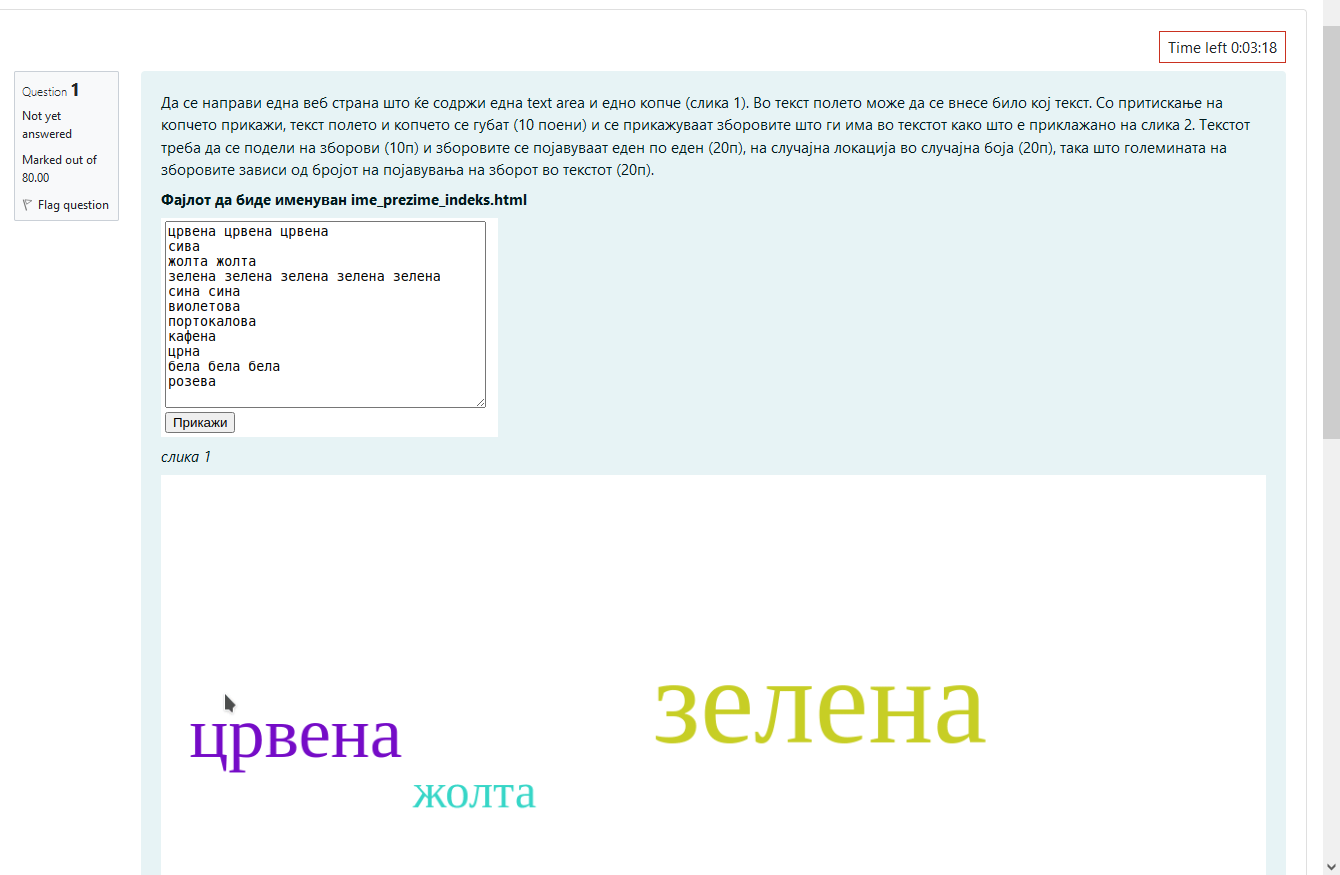 Time left 0:03:18
Question 1
Not yet
answered
Marked out of
80.00
Flag question
Да се направи една веб страна што ќе содржи една text area и едно копче (слика 1). Во текст полето може да се внесе било кој текст. Со притискање на
копчето прикажи, текст полето и копчето се губат (10 поени) и се прикажуваат зборовите што ги има во текстот како што е приклажано на слика 2. Текстот
треба да се подели на зборови (10п) и зборовите се појавуваат еден по еден (20п), на случајна локација во случајна боја (20п), така што големината на
зборовите зависи од бројот на појавувања на зборот во текстот (20п).
Фајлот да биде именуван ime_prezime_indeks.html
црвена црвена црвена
сива
жолта жолта
зелена зелена зелена зелена зелена
сина сина
виолетова
портокалова
кафена
црна
бела бела бела
розева
Прикажи
слика 1
зелена
црвена
жолта